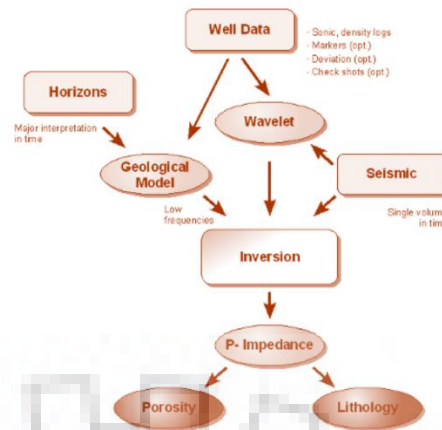 Well Data
- Sonic, density logs
- Markers (opt.)
- Deviation (opt.)
- Check shots (opt.)
Horizons
Major interpretation
in time
Wavelet
Geological
Model
Seismic
Low
frequencies
Single volum
in time
Inversion
P- Impedance
Porosity
Lithology